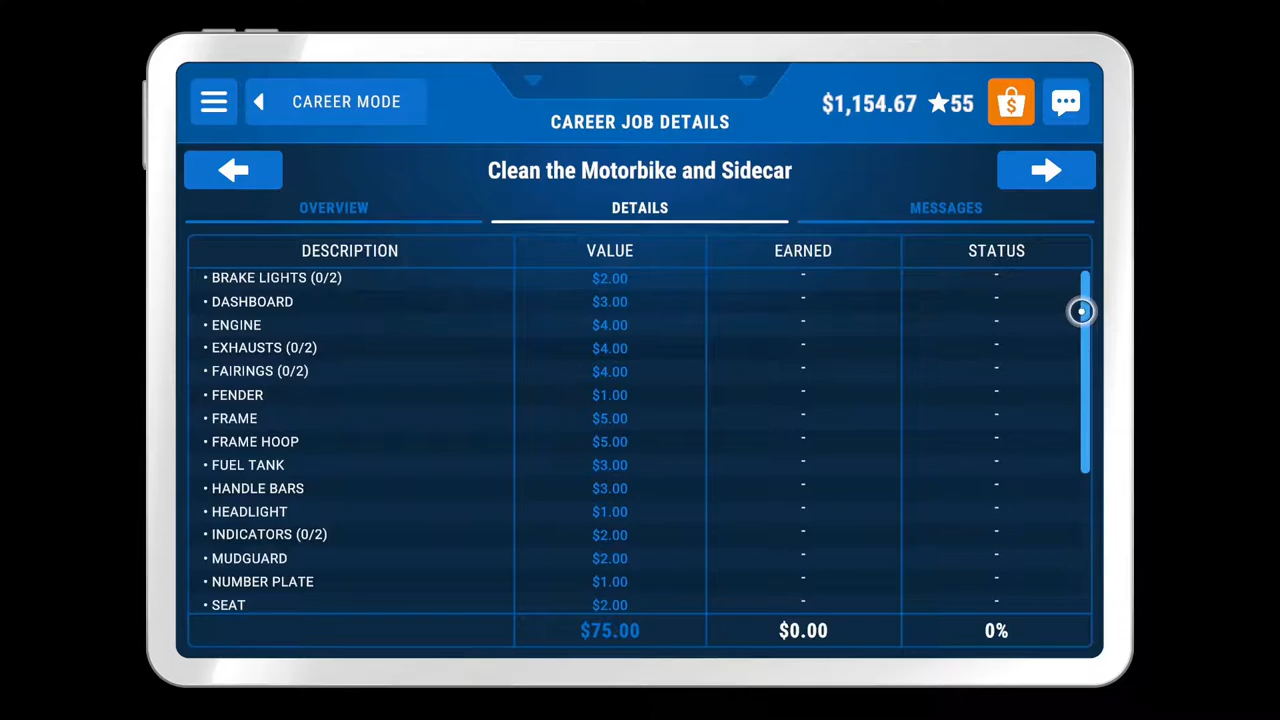 CAREER MODE
$1,154.67 ★55
CAREER JOB DETAILS
Clean the Motorbike and Sidecar
OVERVIEW DETAILS MESSAGES
DESCRIPTION VALUE EARNED STATUS
• BRAKE LIGHTS (0/2) $2.00 - -
• DASHBOARD $3.00 - -
• ENGINE $4.00 - -
• EXHAUSTS (0/2) $4.00 - -
• FAIRINGS (0/2) $4.00 - -
• FENDER $1.00 - -
• FRAME $5.00 - -
• FRAME HOOP $5.00 - -
• FUEL TANK $3.00 - -
• HANDLE BARS $3.00 - -
• HEADLIGHT $1.00 - -
• INDICATORS (0/2) $2.00 - -
• MUDGUARD $2.00 - -
• NUMBER PLATE $1.00 - -
• SEAT $2.00 - -
$75.00 $0.00 0%